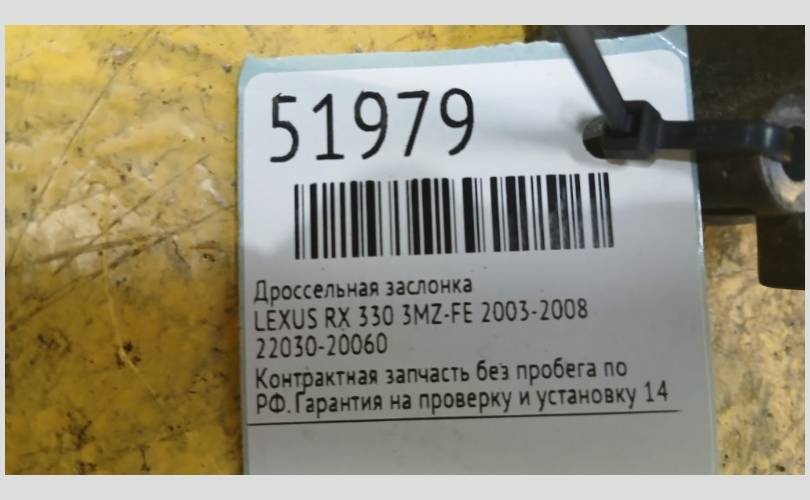 51979
Дроссельная заслонка
LEXUS RX 330 3MZ-FE 2003-2008
22030-20060
Контрактная запчасть без пробега по
РФ. Гарантия на проверку и установку 14